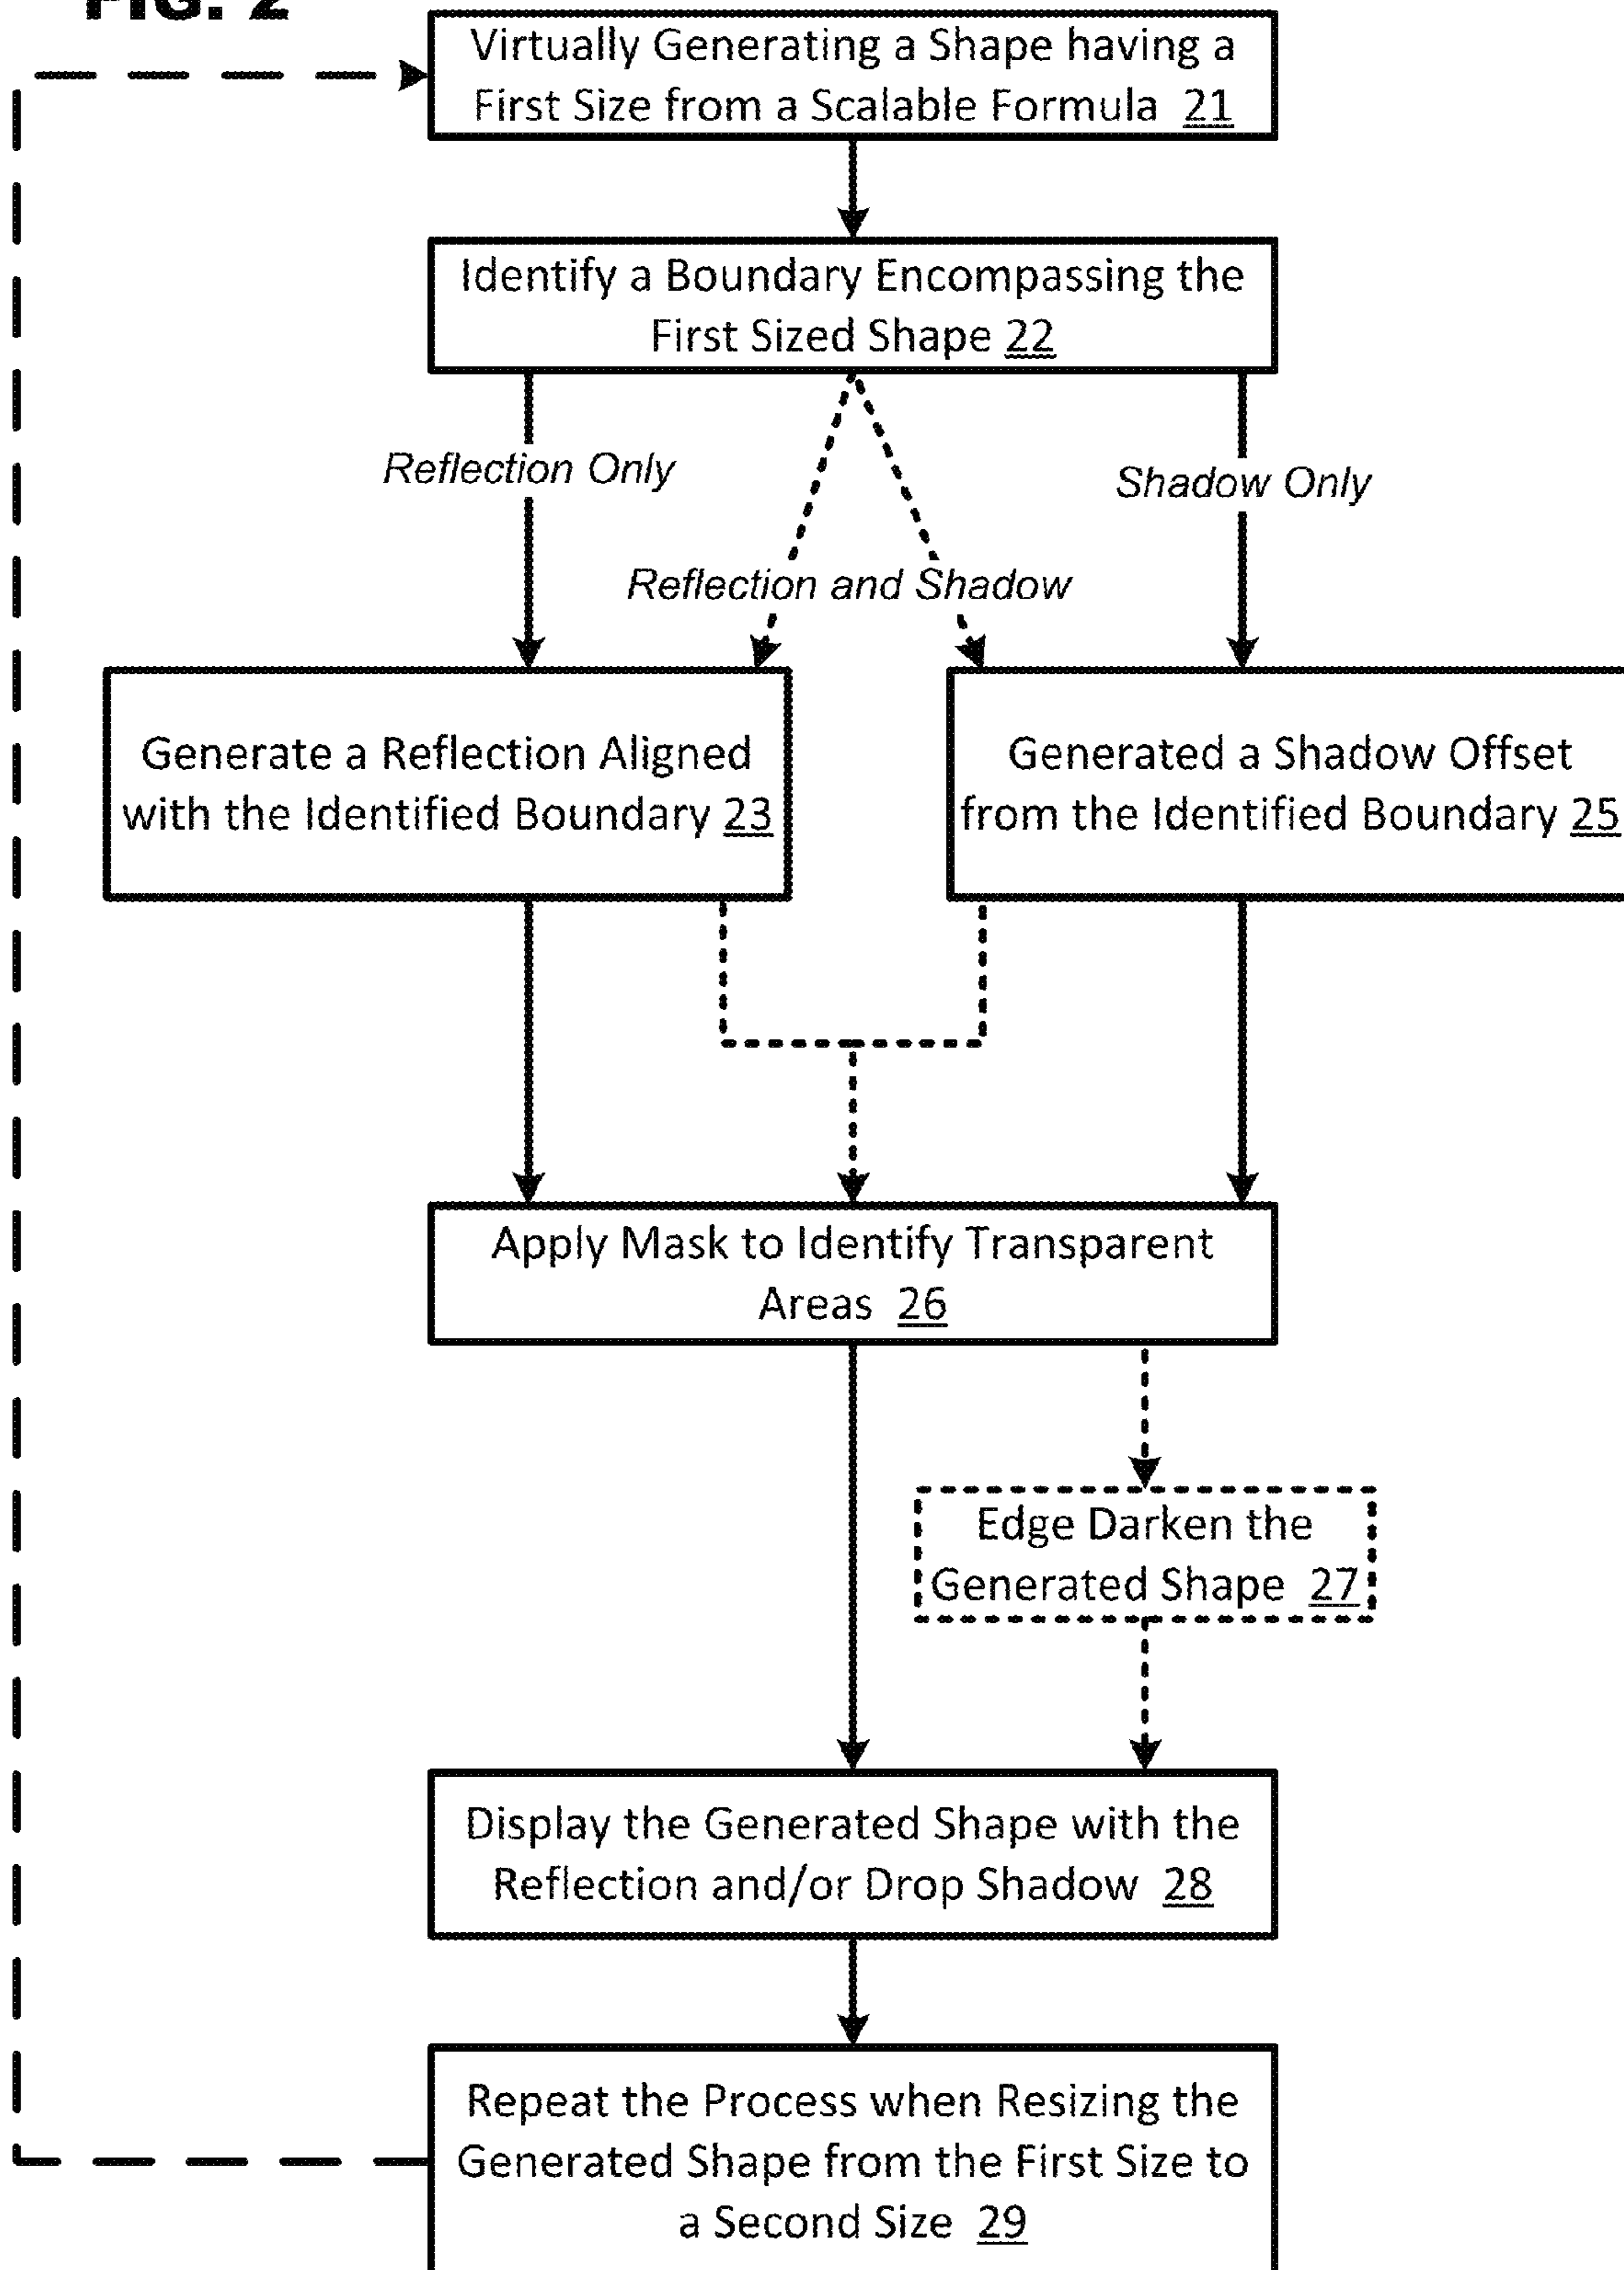 FIG. 2
Virtually Generating a Shape having a
First Size from a Scalable Formula 21
Identify a Boundary Encompassing the
First Sized Shape 22
Reflection Only
Shadow Only
Reflection and Shadow
Generate a Reflection Aligned
with the Identified Boundary 23
Generated a Shadow Offset
from the Identified Boundary 25
Apply Mask to Identify Transparent
Areas 26
Edge Darken the
Generated Shape 27
Display the Generated Shape with the
Reflection and/or Drop Shadow 28
Repeat the Process when Resizing the
Generated Shape from the First Size to
a Second Size 29